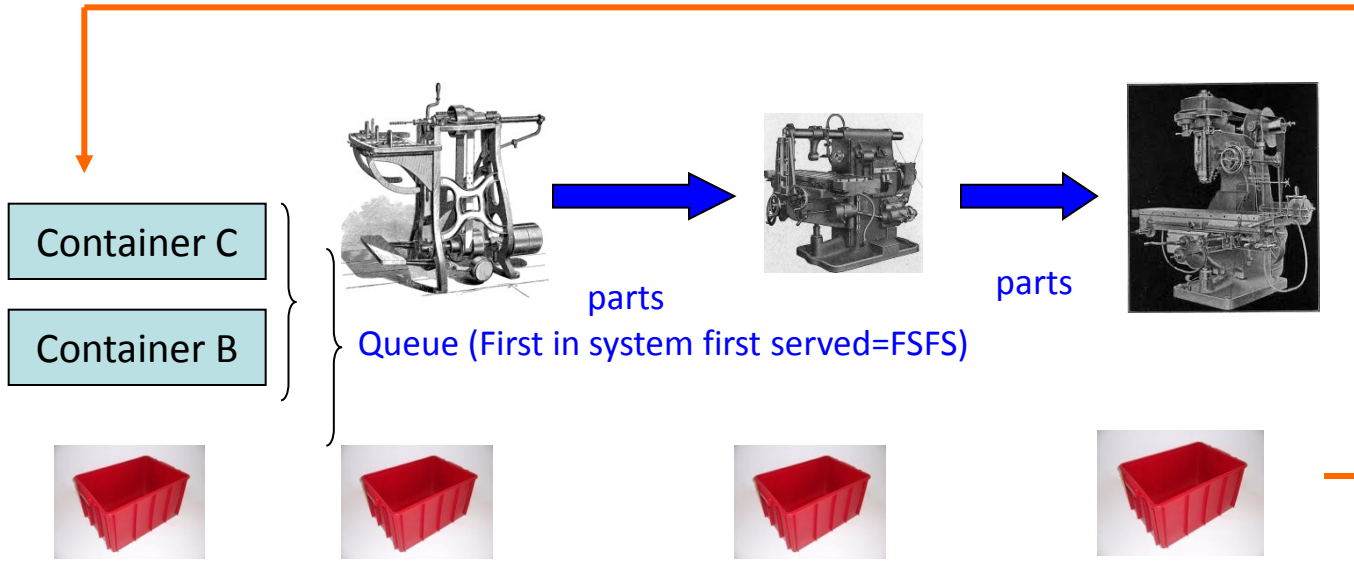 Container C
Container B
parts
parts
Queue (First in system first served=FSFS)